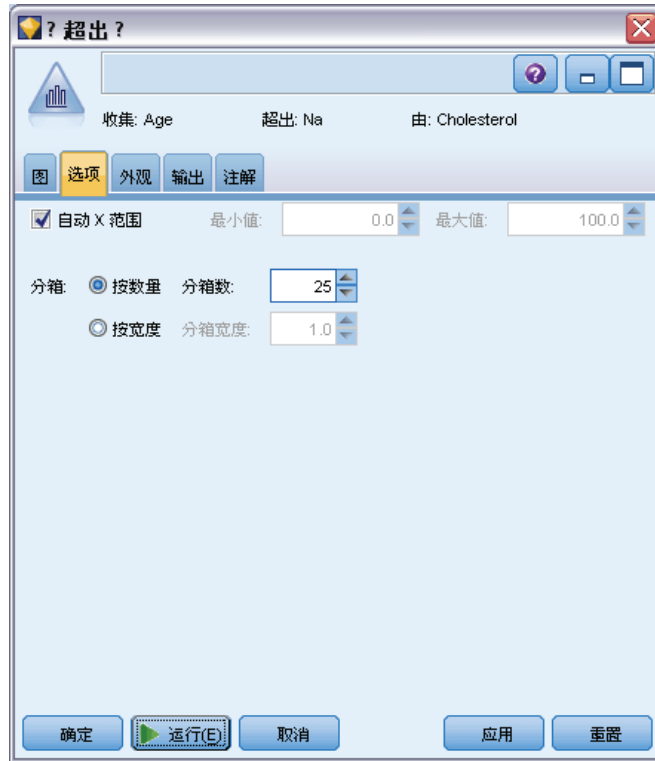 ? 超出 ?
收集: Age 超出: Na 由: Cholesterol
图 选项 外观 输出 注解
自动 X 范围 最小值: 0.0 最大值: 100.0
分箱: 按数量 分箱数: 25
按宽度 分箱宽度: 1.0
确定 运行(E) 取消 应用 重置